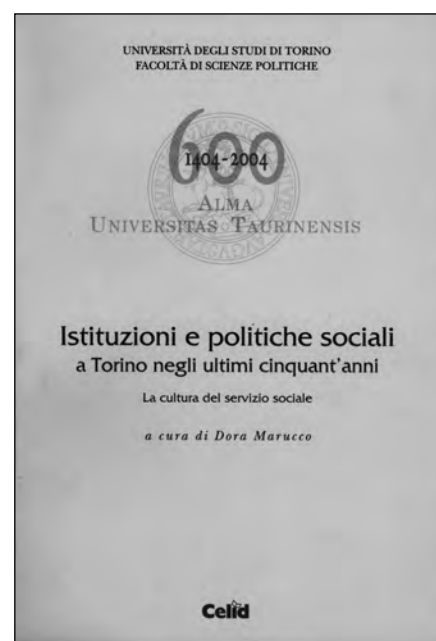 UNIVERSITÀ DEGLI STUDI DI TORINO
FACOLTÀ DI SCIENZE POLITICHE
600
1404-2004
ALMA
UNIVERSITAS TAURINENSIS
Istituzioni e politiche sociali
a Torino negli ultimi cinquant'anni
La cultura del servizio sociale
a cura di Dora Marucco
Celid